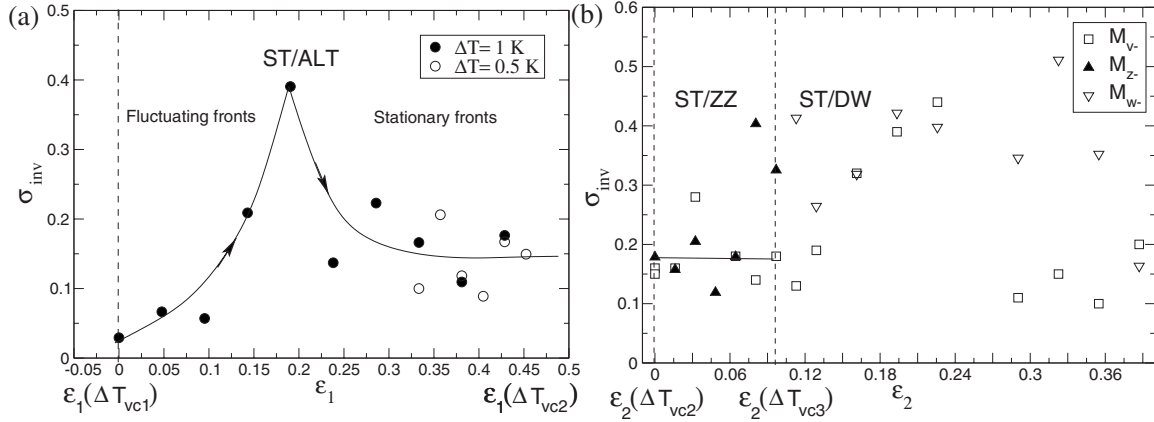 (a)
0.5
0.4
0.3
0.2
0.1
0
σinv
ST/ALT
ΔT= 1 K
ΔT= 0.5 K
Fluctuating fronts
Stationary fronts
-0.05 0 0.05 0.1 0.15 0.2 0.25 0.3 0.35 0.4 0.45 0.5
ε1(ΔTvc1)
ε1
ε1(ΔTvc2)
(b)
0.6
0.5
0.4
0.3
0.2
0.1
0
σinv
ST/ZZ
ST/DW
Mv-
Mz-
Mw-
0 0.06 0.12 0.18 0.24 0.3 0.36
ε2(ΔTvc2)
ε2(ΔTvc3)
ε2